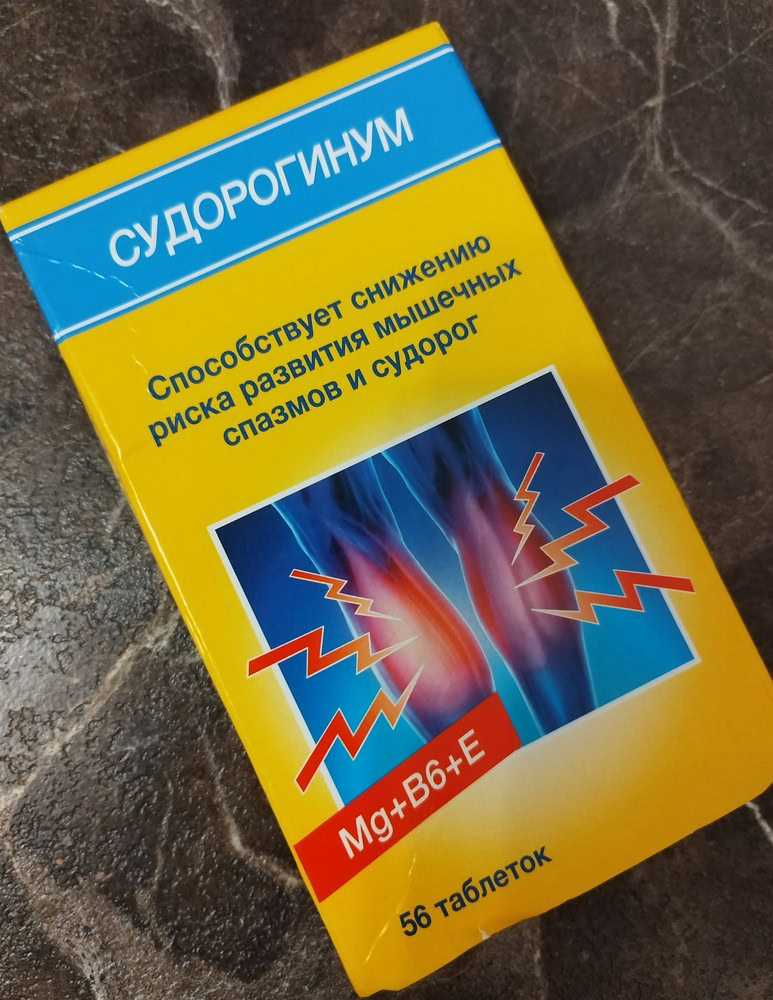 СУДОРОГИНУМ
Способствует снижению
риска развития мышечных
спазмов и судорог
Mg+B6+E
56 таблеток